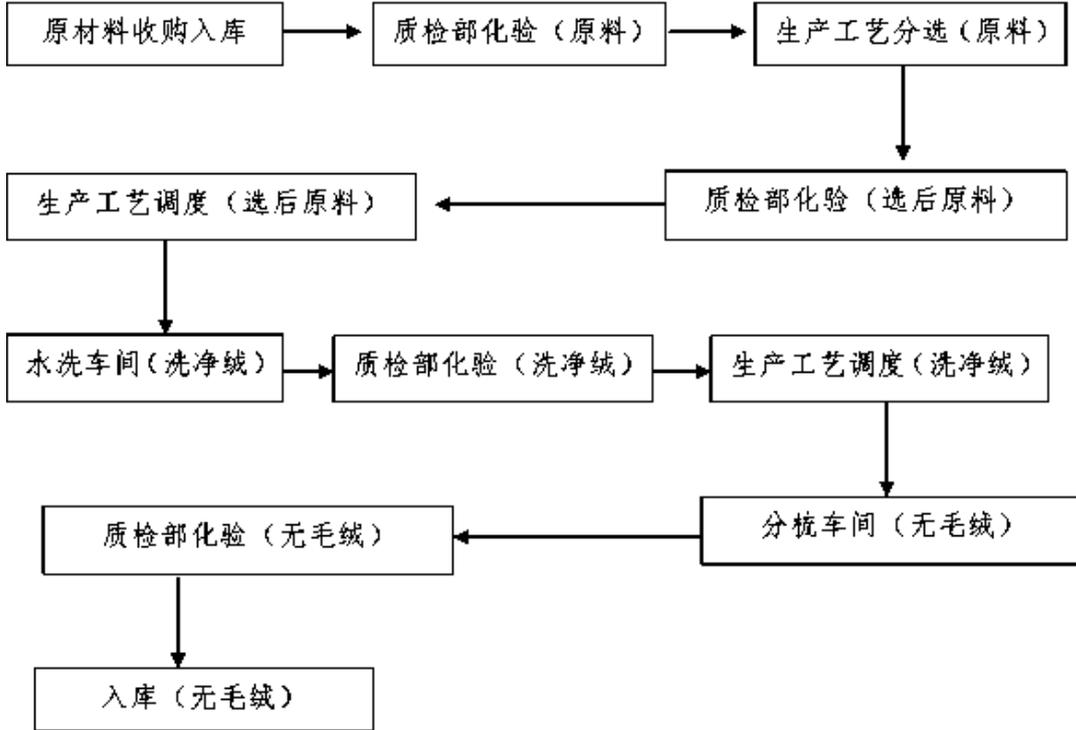 原材料收购入库
质检部化验（原料）
生产工艺分选（原料）
质检部化验（选后原料）
生产工艺调度（选后原料）
水洗车间（洗净绒）
质检部化验（洗净绒）
生产工艺调度（洗净绒）
分梳车间（无毛绒）
质检部化验（无毛绒）
入库（无毛绒）